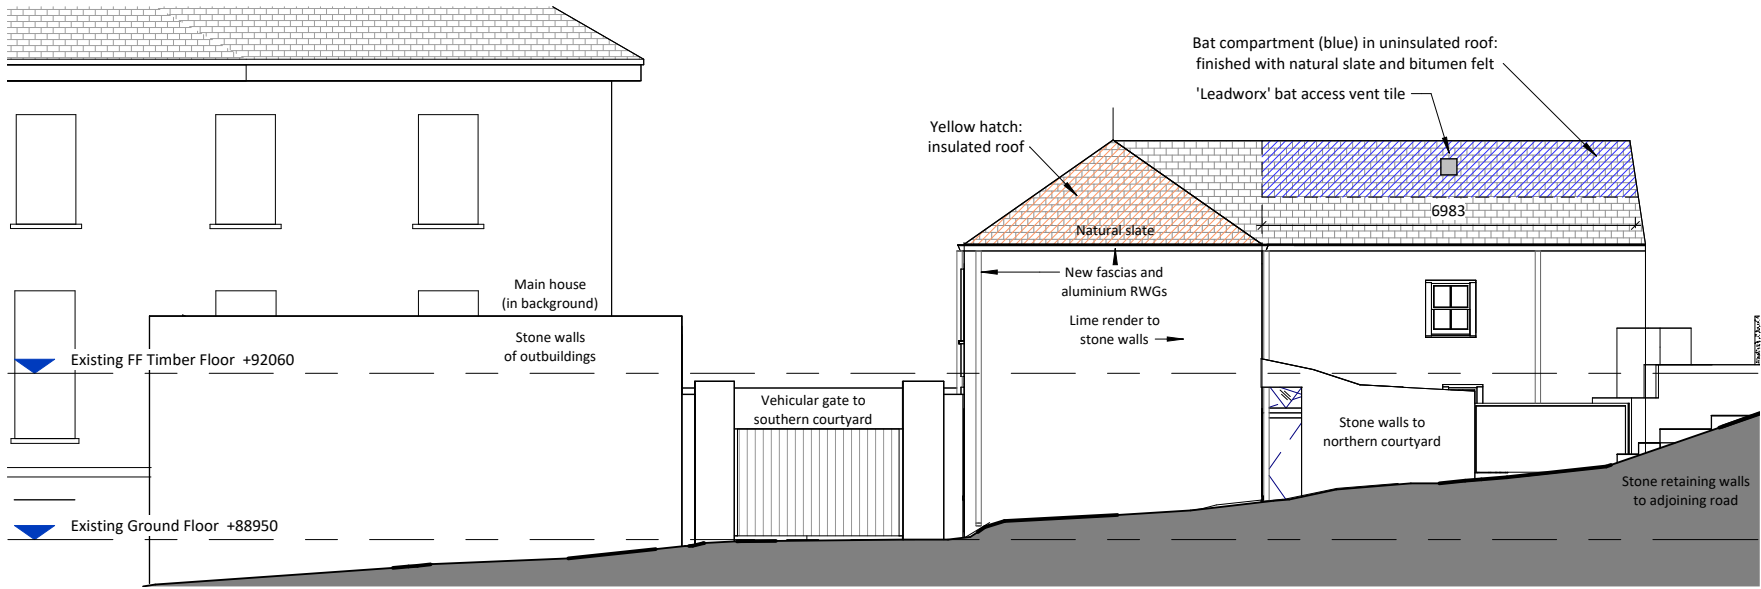 Bat compartment (blue) in uninsulated roof:
finished with natural slate and bitumen felt
'Leadworx' bat access vent tile
Yellow hatch:
insulated roof
6983
Natural slate
New fascias and
aluminium RWGs
Main house
(in background)
Lime render to
stone walls
Stone walls
of outbuildings
Existing FF Timber Floor +92060
Vehicular gate to
southern courtyard
Stone walls to
northern courtyard
Stone retaining walls
to adjoining road
Existing Ground Floor +88950